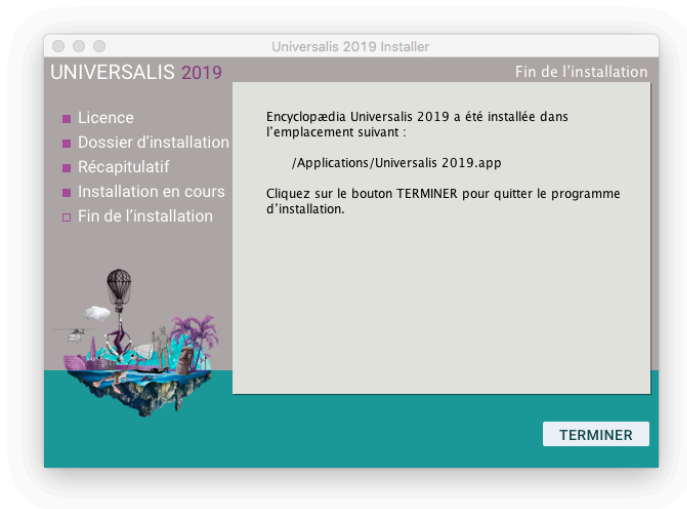 Universalis 2019 Installer
UNIVERSALIS 2019
Fin de l'installation
Licence
Dossier d'installation
Récapitulatif
Installation en cours
Fin de l'installation
Encyclopædia Universalis 2019 a été installée dans
l'emplacement suivant :
/Applications/Universalis 2019.app
Cliquez sur le bouton TERMINER pour quitter le programme
d'installation.
TERMINER